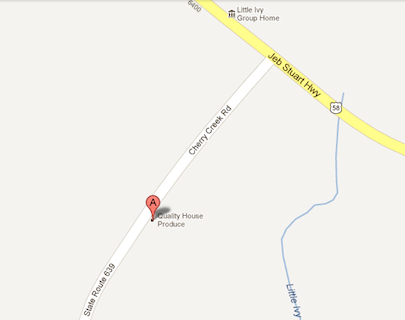 6400
Little Ivy
Group Home
Jeb Stuart Hwy
58
Cherry Creek Rd
A
Quality House
Produce
State Route 639
Little Ivy